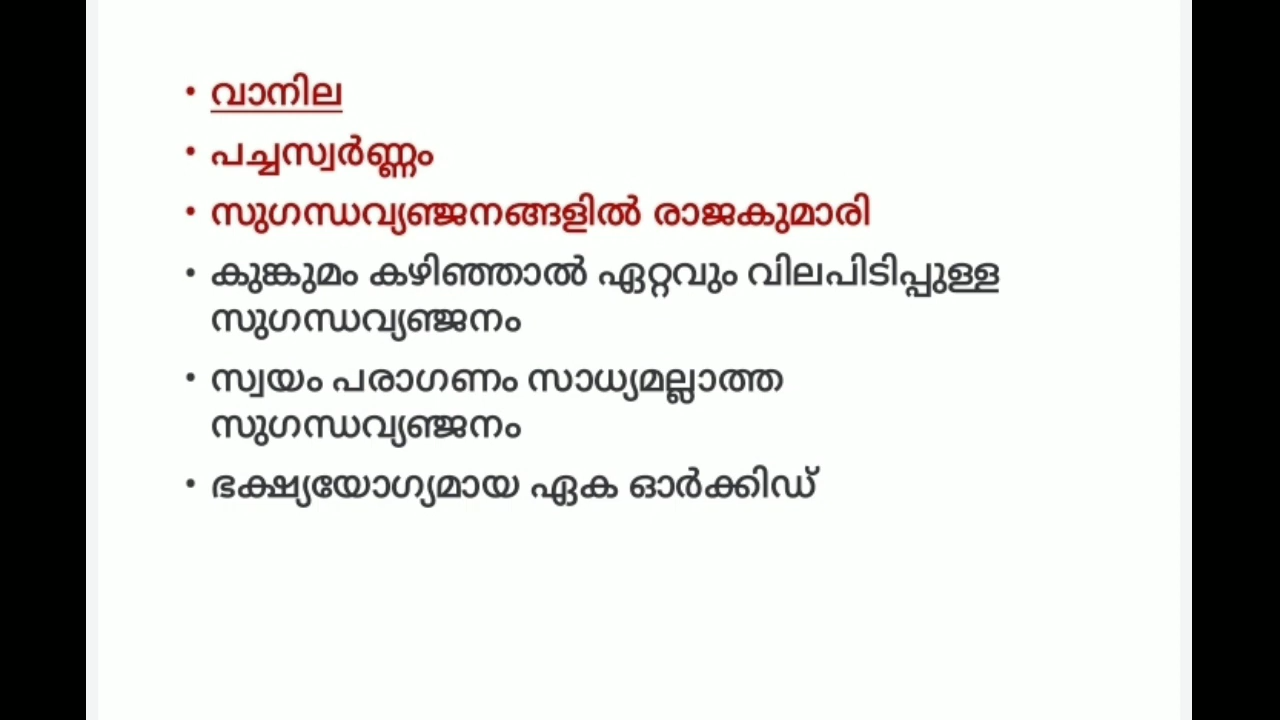 • വാനില
• പച്ചസ്വർണ്ണം
• സുഗന്ധവ്യഞ്ജനങ്ങളിൽ രാജകുമാരി
• കുങ്കുമം കഴിഞ്ഞാൽ ഏറ്റവും വിലപിടിപ്പുള്ള
സുഗന്ധവ്യഞ്ജനം
• സ്വയം പരാഗണം സാധ്യമല്ലാത്ത
സുഗന്ധവ്യഞ്ജനം
• ഭക്ഷ്യയോഗ്യമായ ഏക ഓർക്കിഡ്